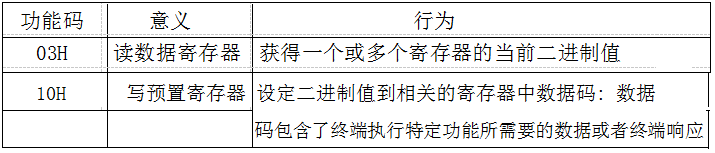 功能码 意义 行为
03H 读数据寄存器 获得一个或多个寄存器的当前二进制值
10H 写预置寄存器 设定二进制值到相关的寄存器中数据码：数据
码包含了终端执行特定功能所需要的数据或者终端响应